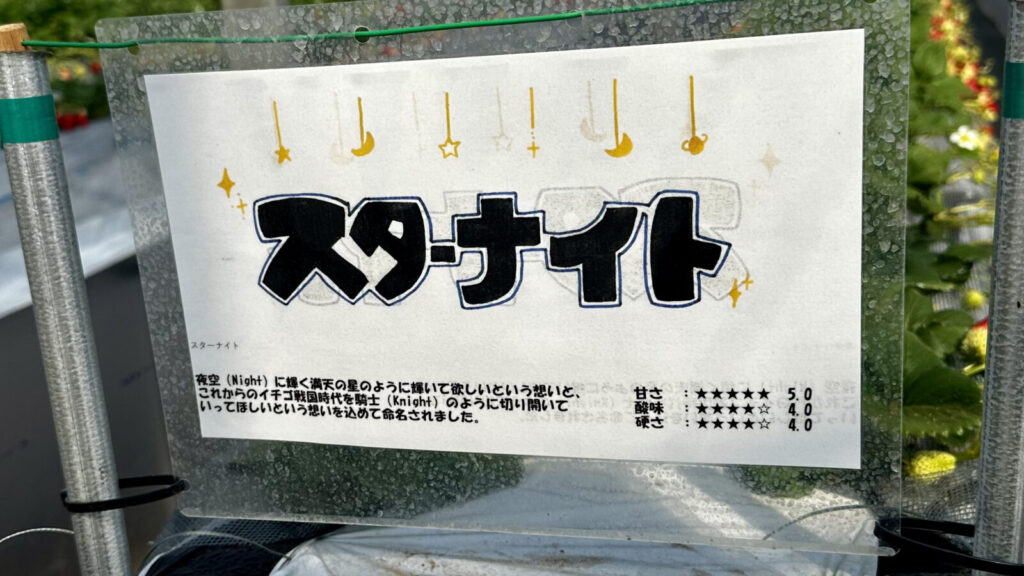 スターナイト
スターナイト
夜空(Night)に輝く満天の星のように輝いて欲しいという想いと、
これからのイチゴ戦国時代を騎士(Knight)のように切り開いて
いってほしいという想いを込めて命名されました。
甘さ :★★★★★ 5.0
酸味 :★★★★☆ 4.0
硬さ :★★★★☆ 4.0